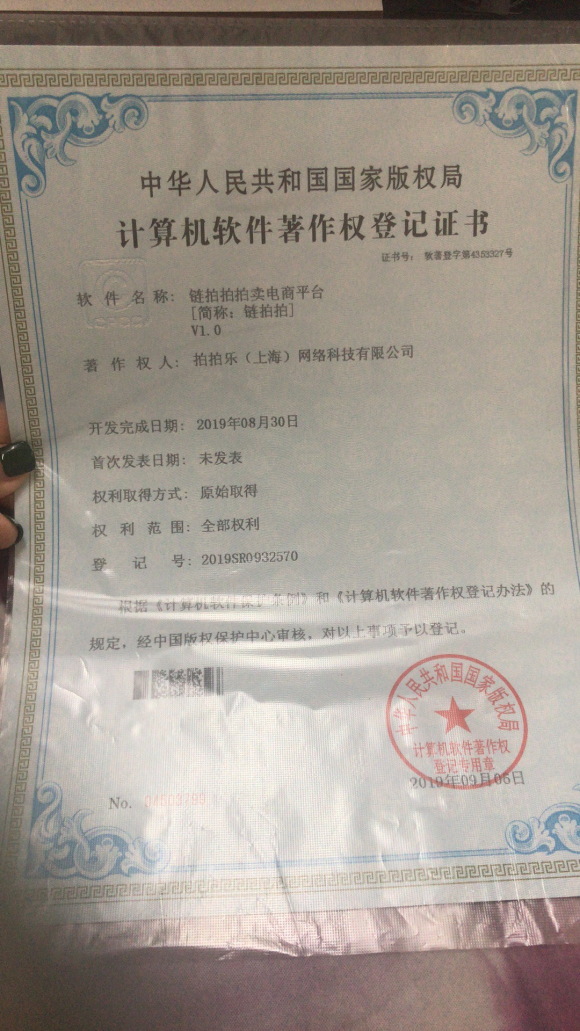 中华人民共和国国家版权局
计算机软件著作权登记证书
证书号： 软著登字第4353327号
软件名称： 链拍拍拍卖电商平台
[简称：链拍拍]
V1.0
著作权人： 拍拍乐（上海）网络科技有限公司
开发完成日期： 2019年08月30日
首次发表日期： 未发表
权利取得方式： 原始取得
权利范围： 全部权利
登记号： 2019SR0932570
根据《计算机软件保护条例》和《计算机软件著作权登记办法》的
规定，经中国版权保护中心审核，对以上事项予以登记。
中华人民共和国国家版权局
计算机软件著作权
登记专用章
2019年09月05日
No.